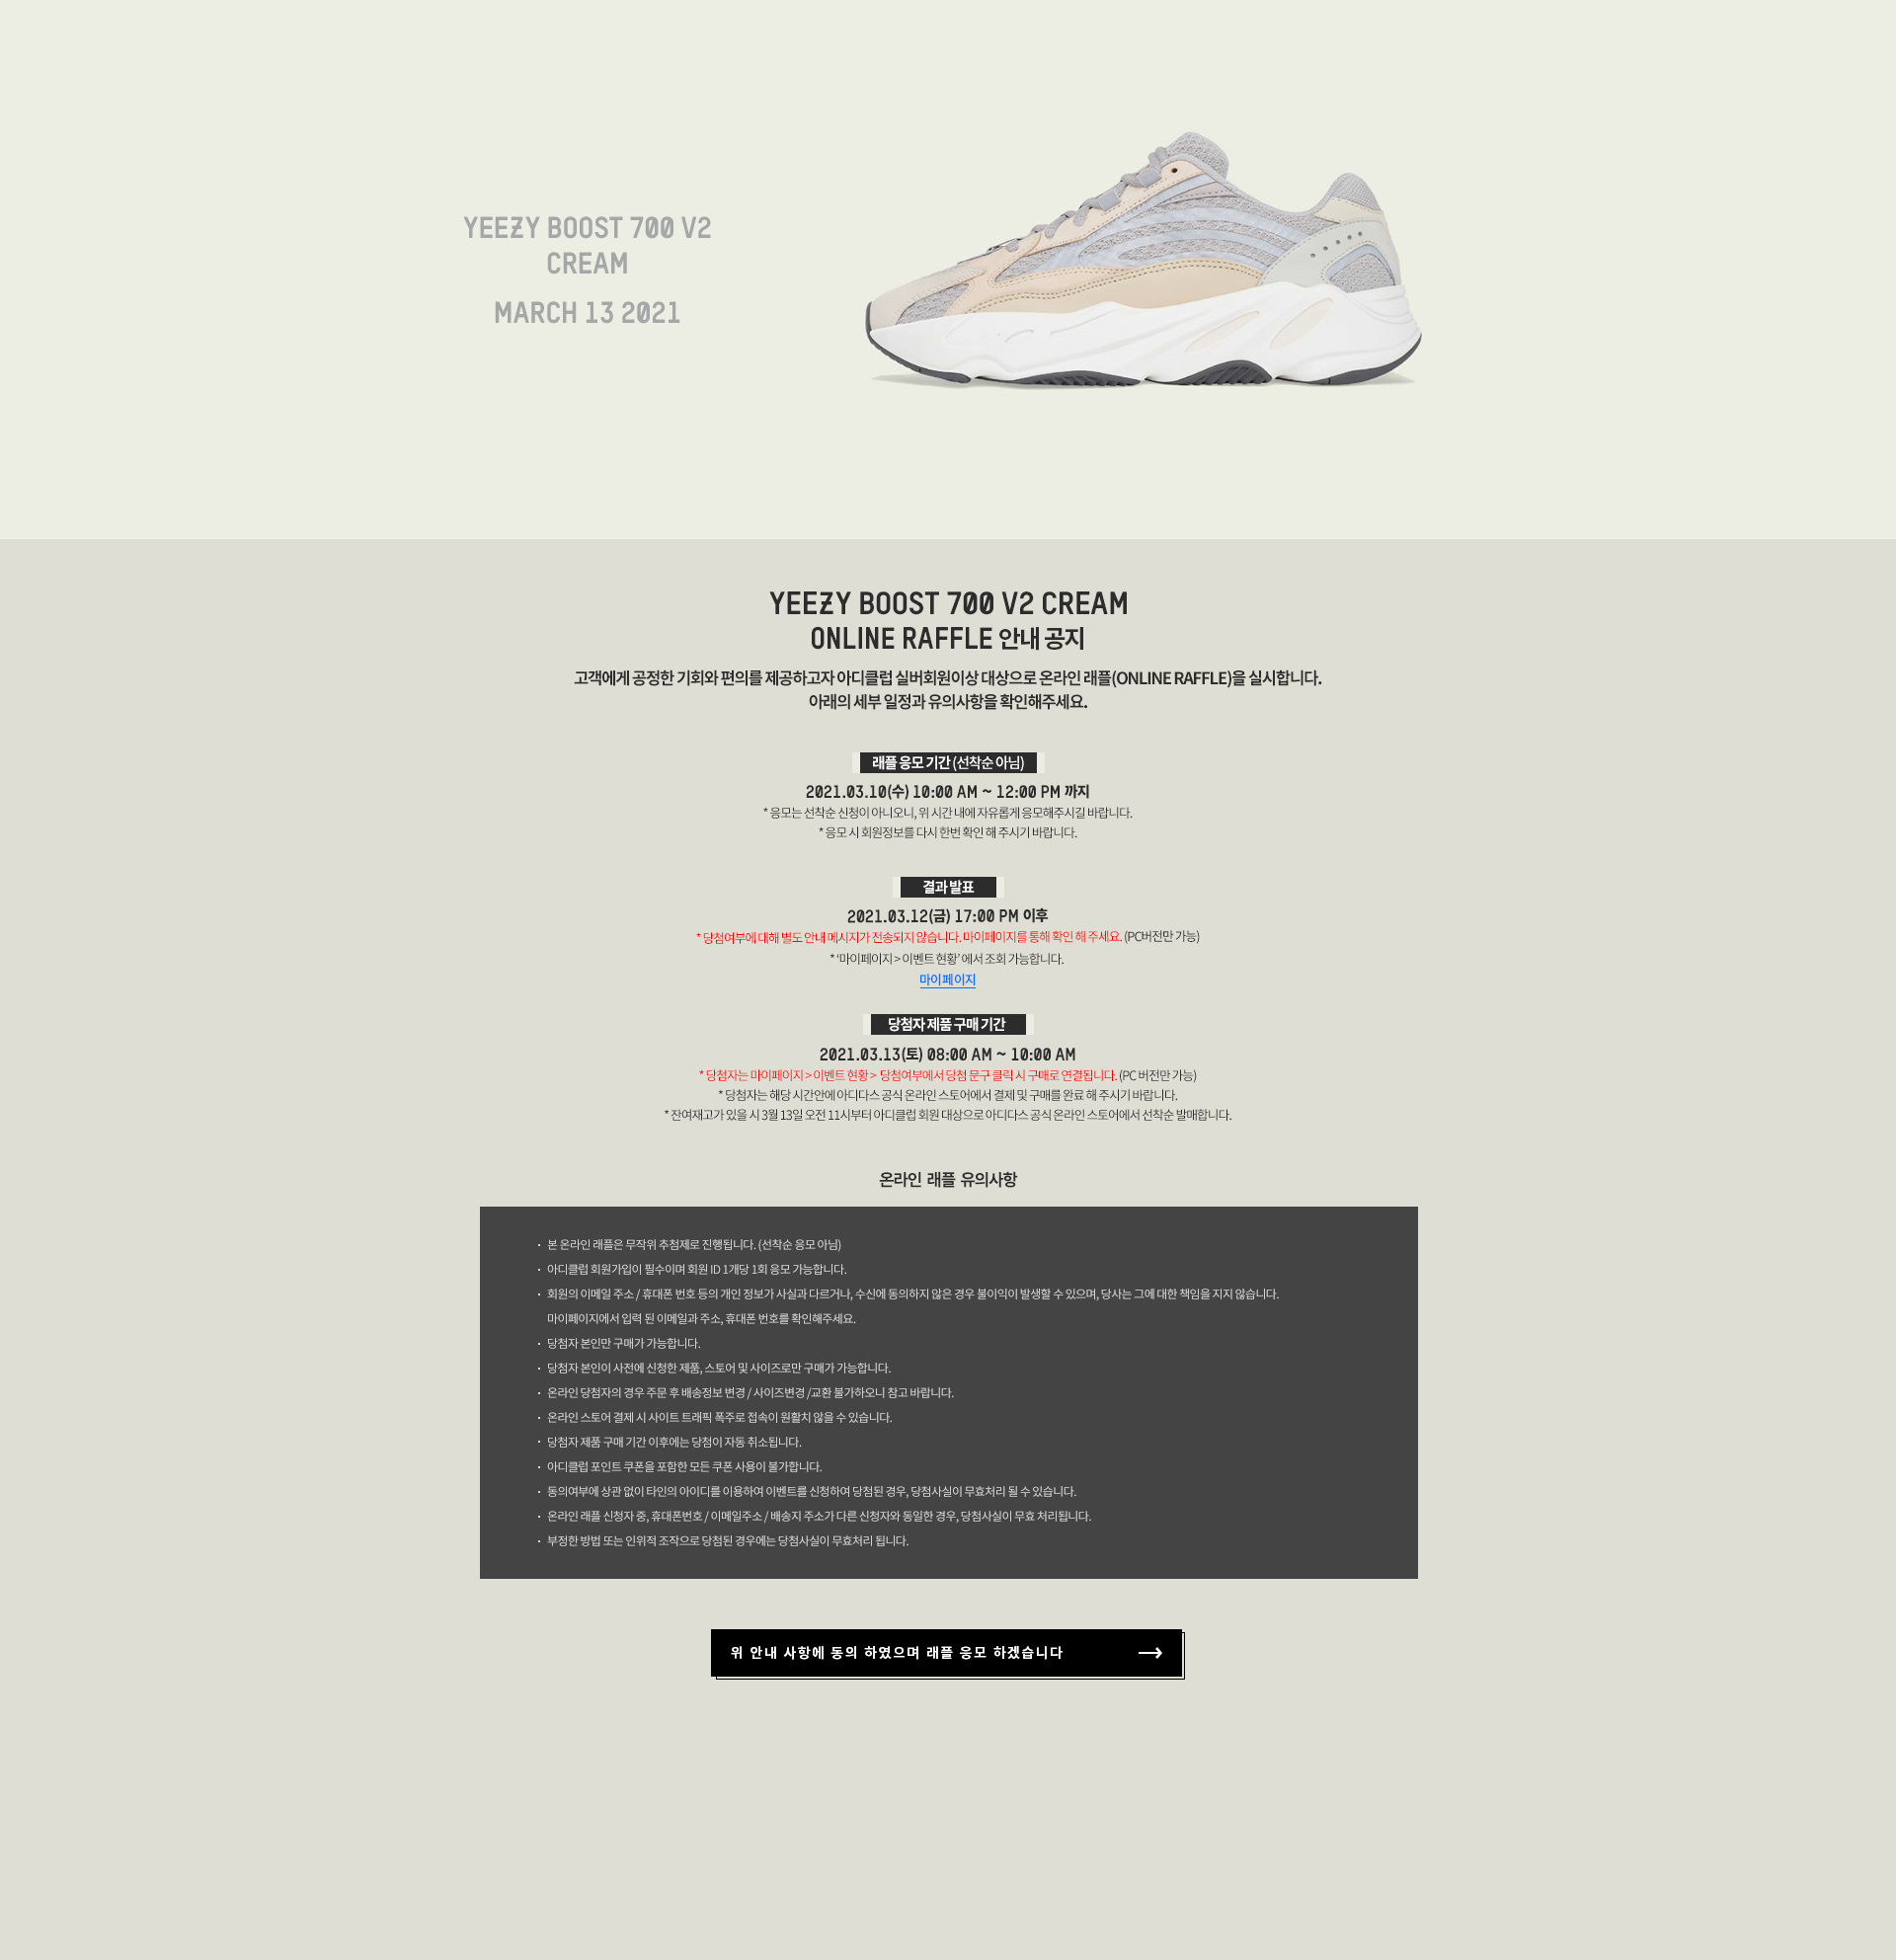 YEEZY BOOST 700 V2
CREAM
MARCH 13 2021
YEEZY BOOST 700 V2 CREAM
ONLINE RAFFLE 안내 공지
고객에게 공정한 기회와 편의를 제공하고자 아디클럽 실버회원이상 대상으로 온라인 래플(ONLINE RAFFLE)을 실시합니다.
아래의 세부 일정과 유의사항을 확인해주세요.
래플 응모 기간 (선착순 아님)
2021.03.10(수) 10:00 AM ~ 12:00 PM 까지
* 응모는 선착순 신청이 아니오니, 위 시간 내에 자유롭게 응모해주시길 바랍니다.
* 응모 시 회원정보를 다시 한번 확인 해 주시기 바랍니다.
결과 발표
2021.03.12(금) 17:00 PM 이후
* 당첨여부에 대해 별도 안내 메시지가 전송되지 않습니다. 마이페이지를 통해 확인 해 주세요. (PC버전만 가능)
* ‘마이페이지 > 이벤트 현황’ 에서 조회 가능합니다.
마이페이지
당첨자 제품 구매 기간
2021.03.13(토) 08:00 AM ~ 10:00 AM
* 당첨자는 마이페이지 > 이벤트 현황 > 당첨여부에서 당첨 문구 클릭 시 구매로 연결됩니다. (PC 버전만 가능)
* 당첨자는 해당 시간안에 아디다스 공식 온라인 스토어에서 결제 및 구매를 완료 해 주시기 바랍니다.
* 잔여재고가 있을 시 3월 13일 오전 11시부터 아디클럽 회원 대상으로 아디다스 공식 온라인 스토어에서 선착순 발매합니다.
온라인 래플 유의사항
· 본 온라인 래플은 무작위 추첨제로 진행됩니다. (선착순 응모 아님)
· 아디클럽 회원가입이 필수이며 회원 ID 1개당 1회 응모 가능합니다.
· 회원의 이메일 주소 / 휴대폰 번호 등의 개인 정보가 사실과 다르거나, 수신에 동의하지 않은 경우 불이익이 발생할 수 있으며, 당사는 그에 대한 책임을 지지 않습니다.
마이페이지에서 입력 된 이메일과 주소, 휴대폰 번호를 확인해주세요.
· 당첨자 본인만 구매가 가능합니다.
· 당첨자 본인이 사전에 신청한 제품, 스토어 및 사이즈로만 구매가 가능합니다.
· 온라인 당첨자의 경우 주문 후 배송정보 변경 / 사이즈변경 /교환 불가하오니 참고 바랍니다.
· 온라인 스토어 결제 시 사이트 트래픽 폭주로 접속이 원활치 않을 수 있습니다.
· 당첨자 제품 구매 기간 이후에는 당첨이 자동 취소됩니다.
· 아디클럽 포인트 쿠폰을 포함한 모든 쿠폰 사용이 불가합니다.
· 동의여부에 상관 없이 타인의 아이디를 이용하여 이벤트를 신청하여 당첨된 경우, 당첨사실이 무효처리 될 수 있습니다.
· 온라인 래플 신청자 중, 휴대폰번호 / 이메일주소 / 배송지 주소가 다른 신청자와 동일한 경우, 당첨사실이 무효 처리됩니다.
· 부정한 방법 또는 인위적 조작으로 당첨된 경우에는 당첨사실이 무효처리 됩니다.
위 안내 사항에 동의 하였으며 래플 응모 하겠습니다